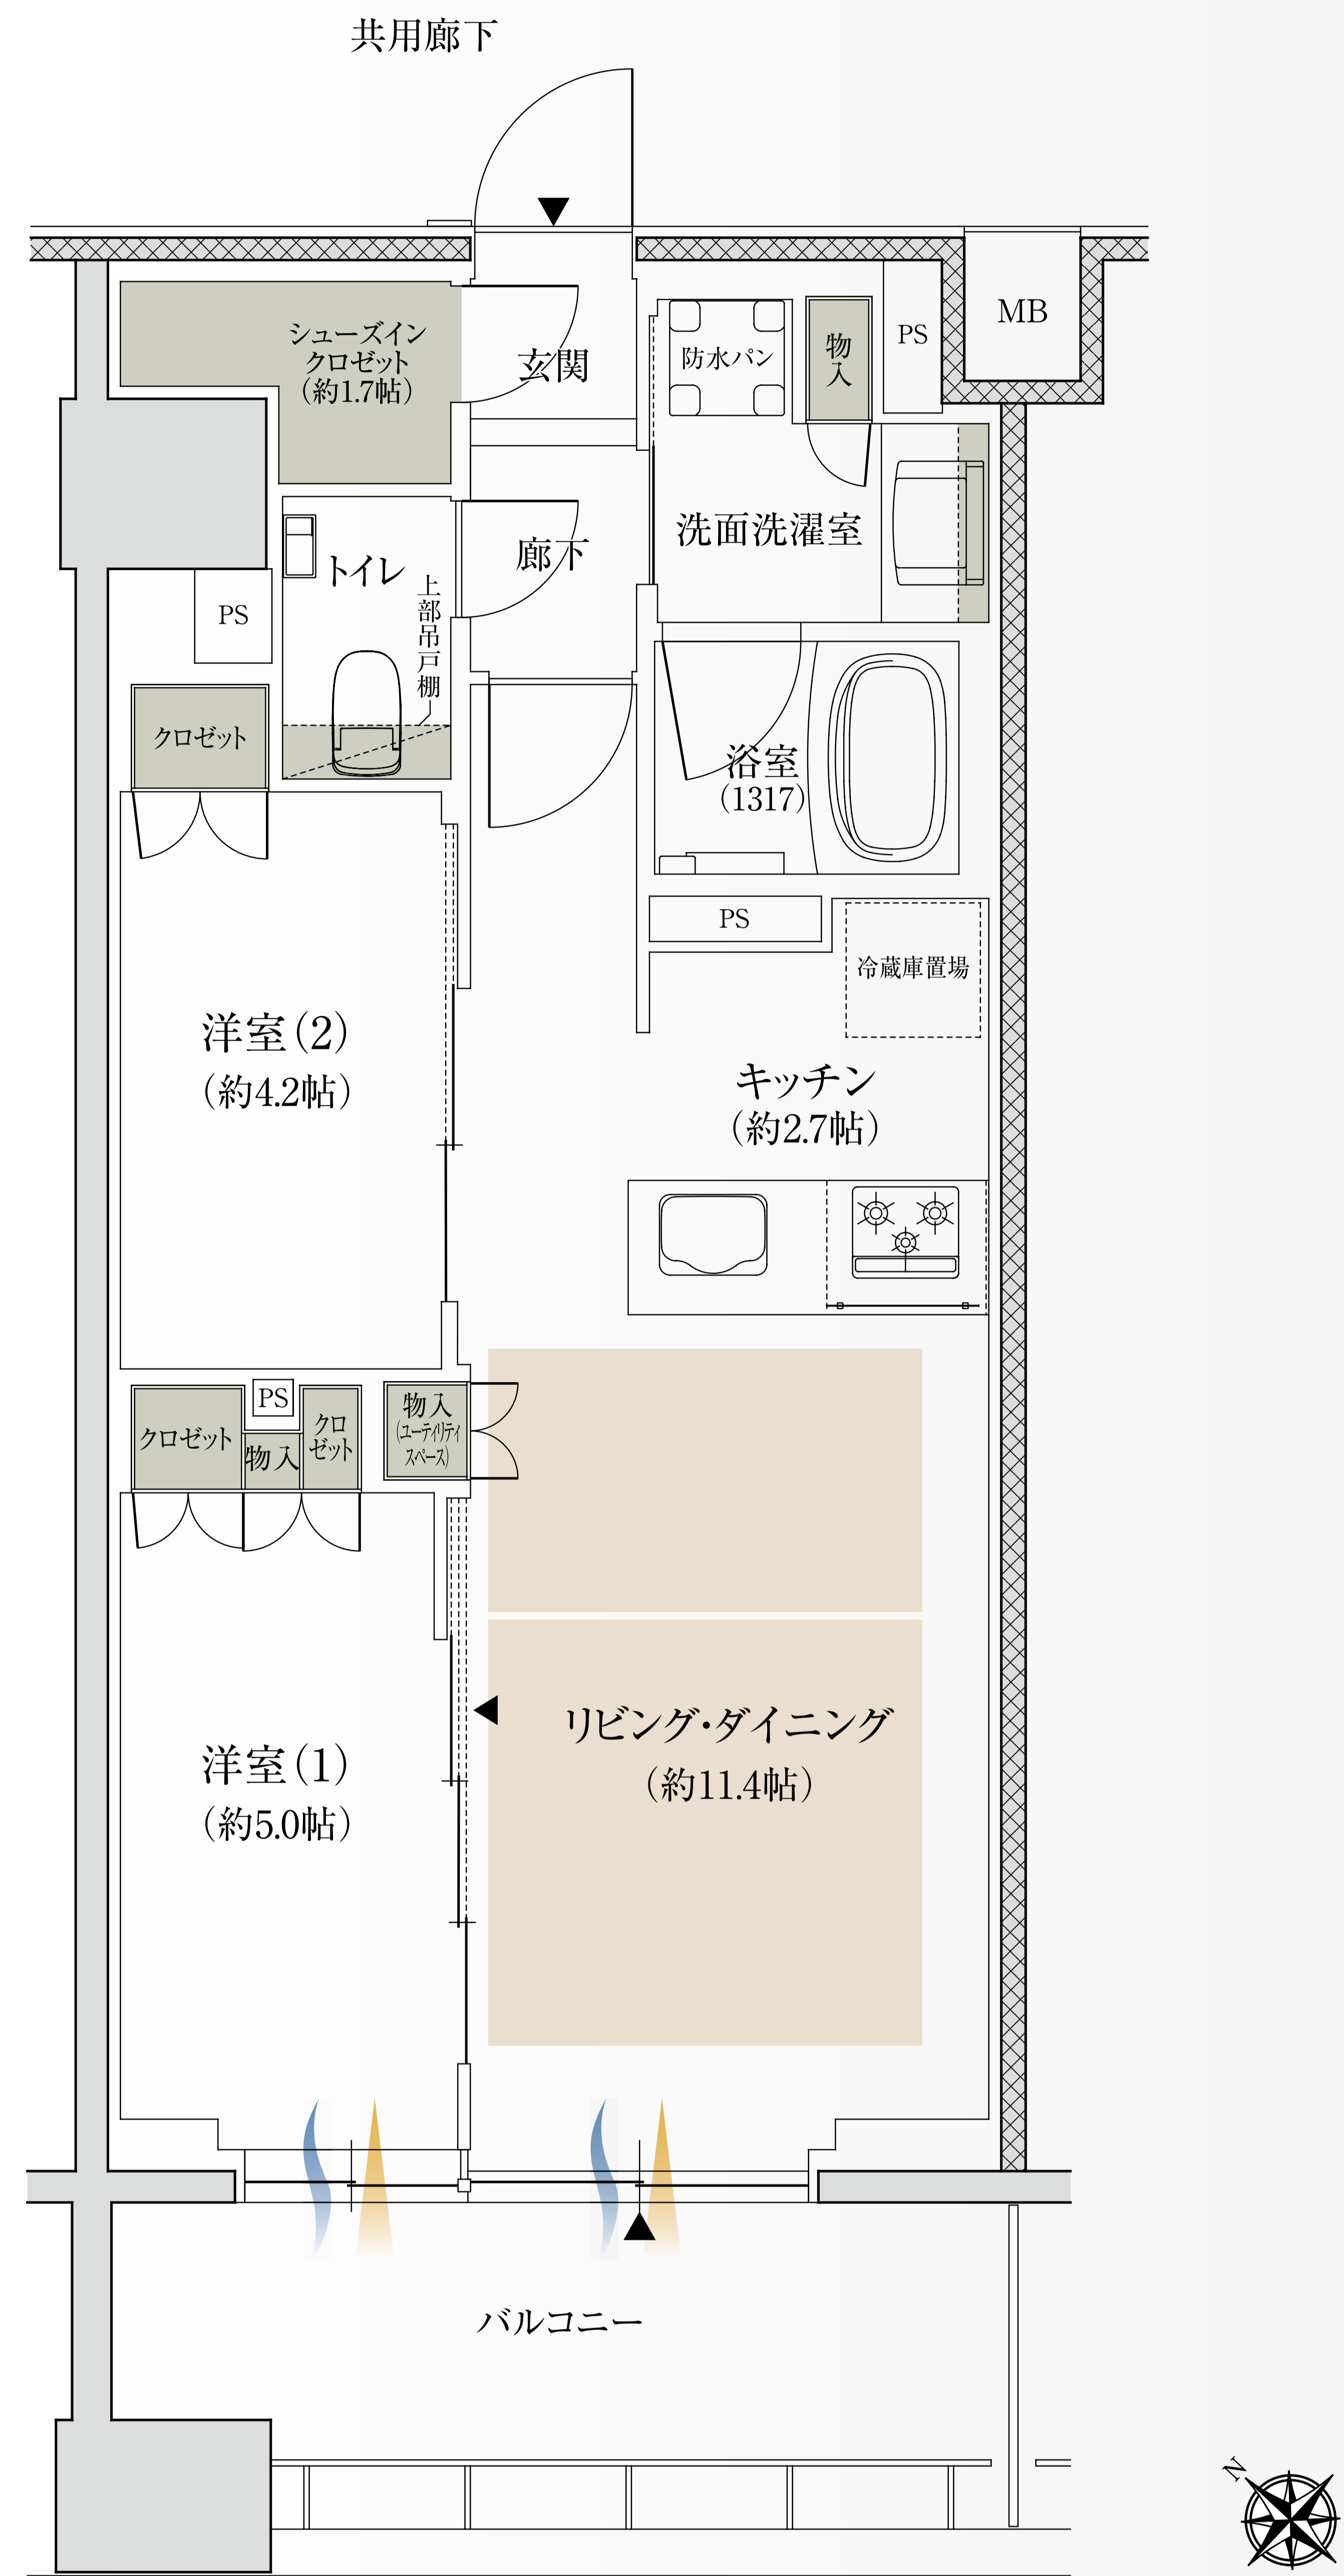 共用廊下
シューズイン
クロゼット
(約1.7帖)
玄関
防水パン
物入
PS
MB
廊下
洗面洗濯室
トイレ
上部吊戸棚
PS
クロゼット
浴室
(1317)
PS
冷蔵庫置場
洋室(2)
(約4.2帖)
キッチン
(約2.7帖)
クロゼット
PS
物入
クロ
ゼット
物入
(ユーティリティ
スペース)
リビング・ダイニング
(約11.4帖)
洋室(1)
(約5.0帖)
バルコニー
N